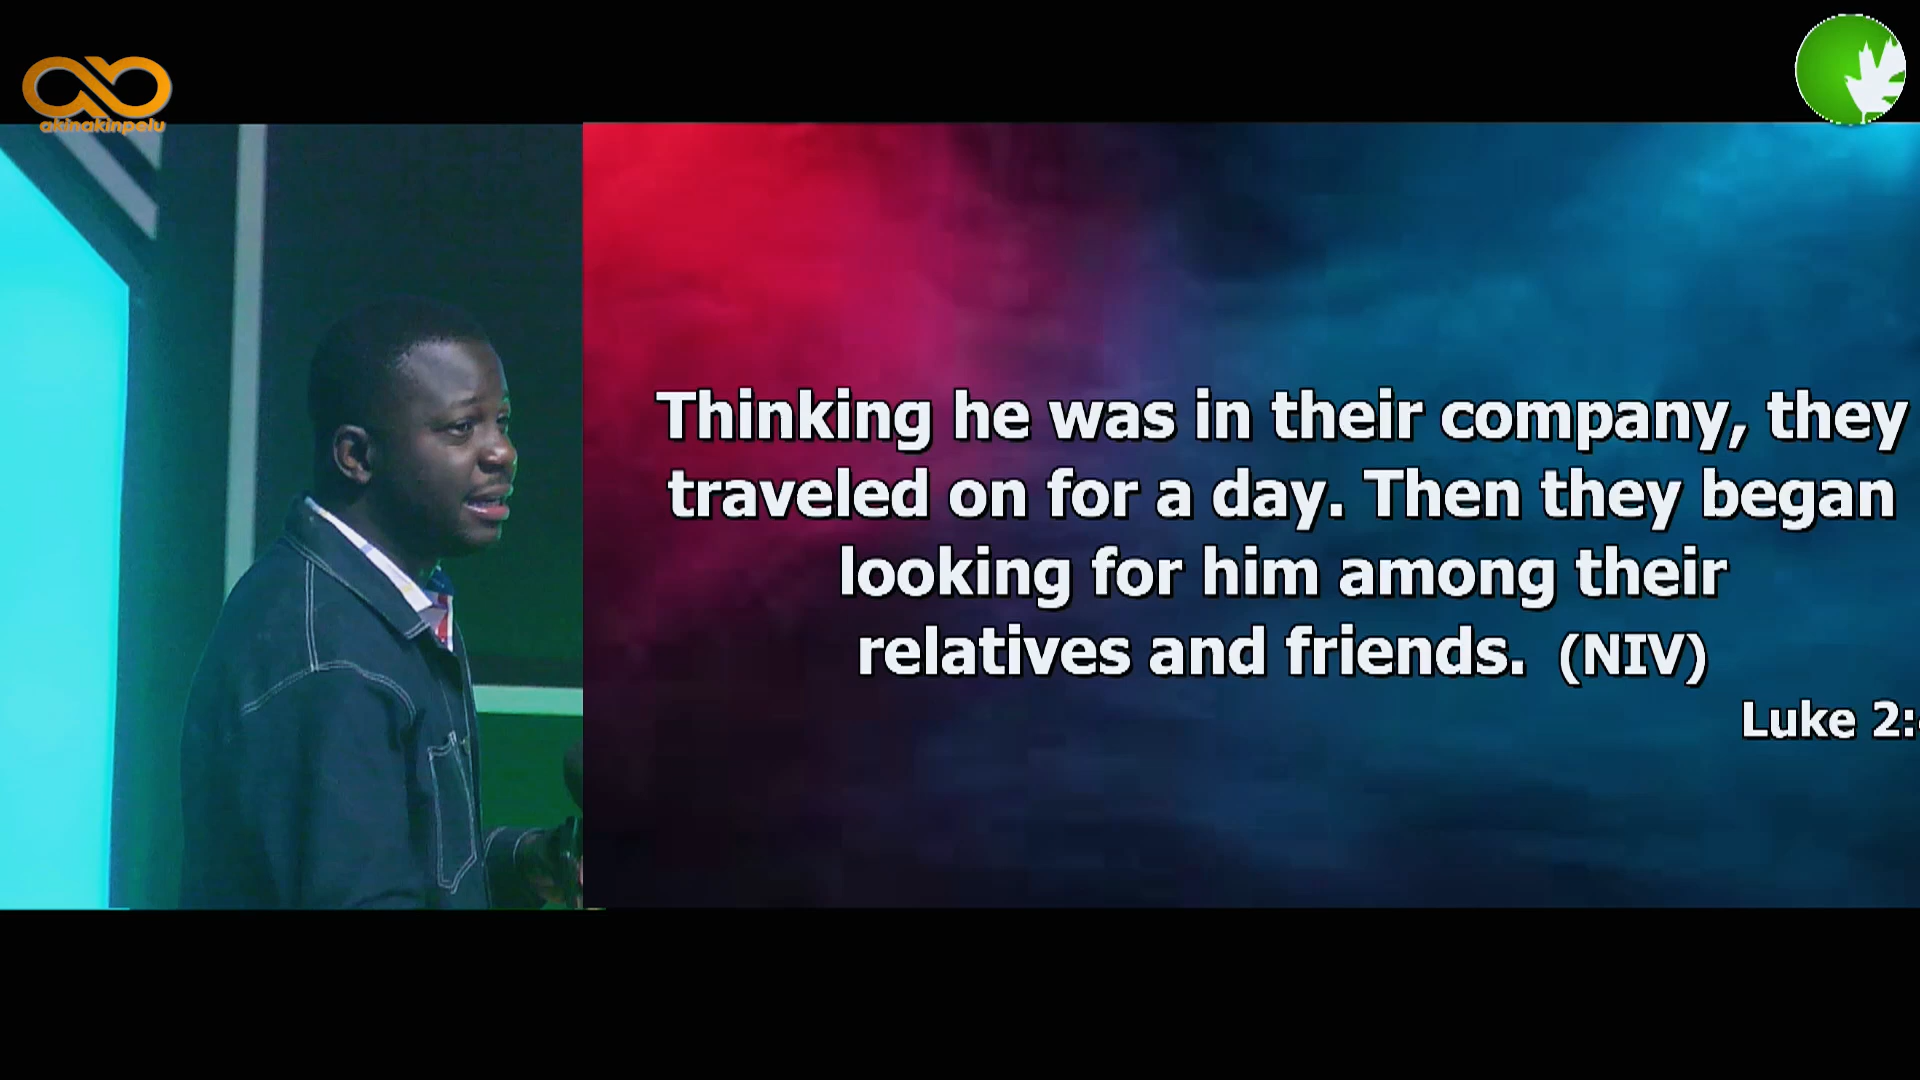 akinakinpelu
Thinking he was in their company, they
traveled on for a day. Then they began
looking for him among their
relatives and friends. (NIV)
Luke 2: